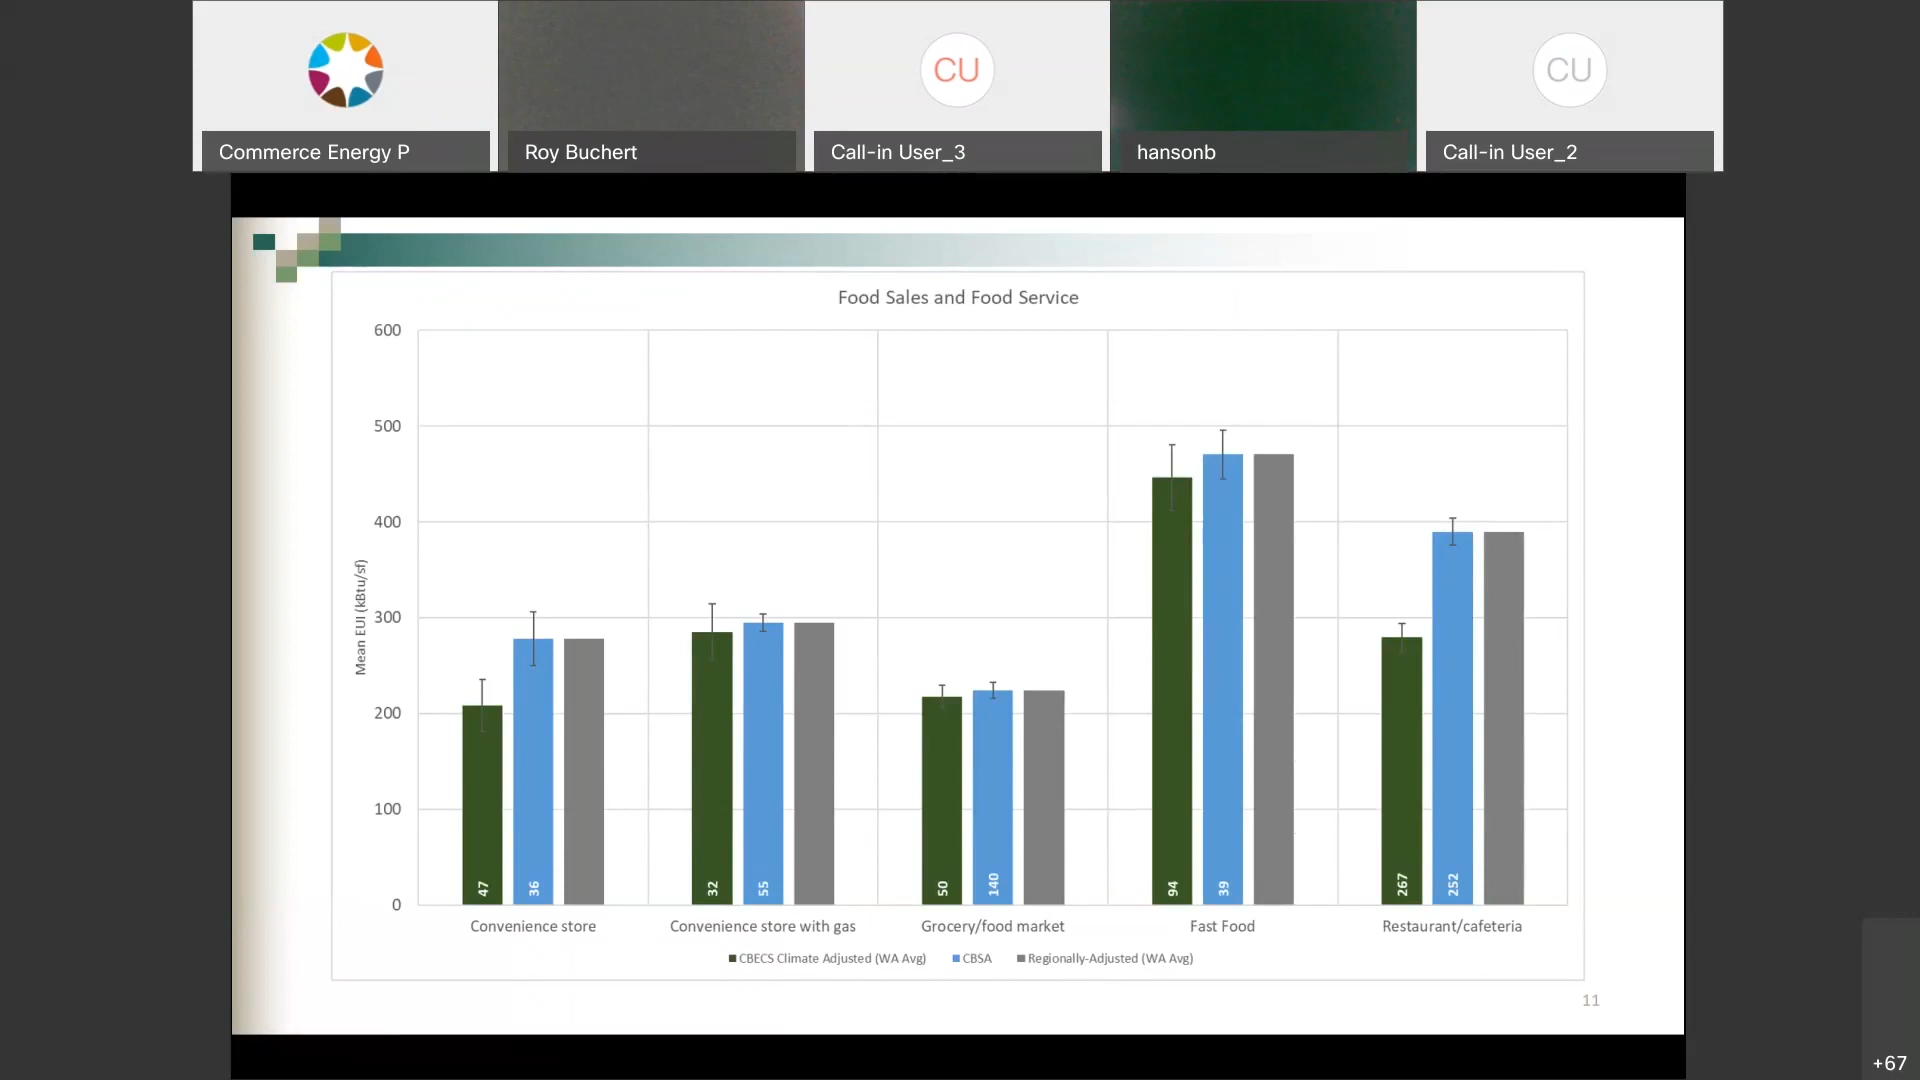 Commerce Energy P
Roy Buchert
CU
Call-in User_3
hansonb
CU
Call-in User_2
Food Sales and Food Service
600
500
400
300
200
100
0
Mean EUI (kBtu/sf)
47
36
32
55
50
140
94
39
267
252
Convenience store
Convenience store with gas
Grocery/food market
Fast Food
Restaurant/cafeteria
CBECS Climate Adjusted (WA Avg)
CBSA
Regionally-Adjusted (WA Avg)
11
+67